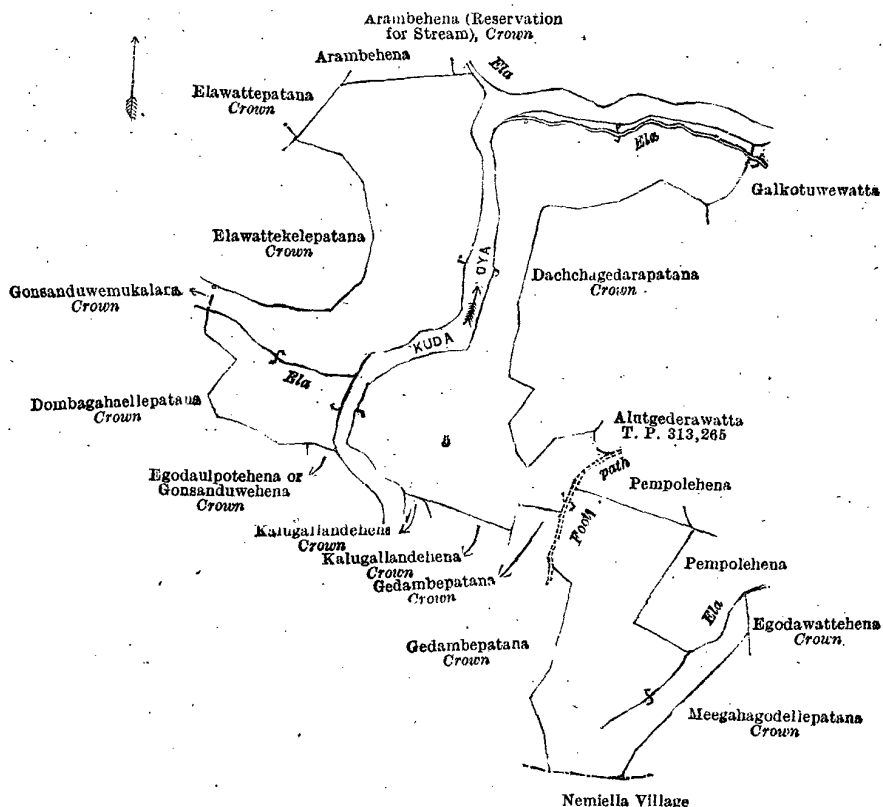 Arambehena (Reservation
for Stream), Crown
Arambehena
Ela
Elawattepatana
Crown
Ela
Galkotuwewatta
Elawattekelepatana
Crown
OYA
Dachchagedarapatana
Crown
Gonsanduwemukalana
Crown
KUDA
Ela
Dombagahaellepatana
Crown
Alutgederawatta
T. P. 313,265
path
Foot
Pempolehena
Egodaulpotehena or
Gonsanduwehena
Crown
Kalugallandehena
Crown
Kalugallandehena
Crown
Gedambepatana
Crown
Pempolehena
Ela
Egodawattehena
Crown
Gedambepatana
Crown
Meegahagodellepatana
Crown
Nemiella Village